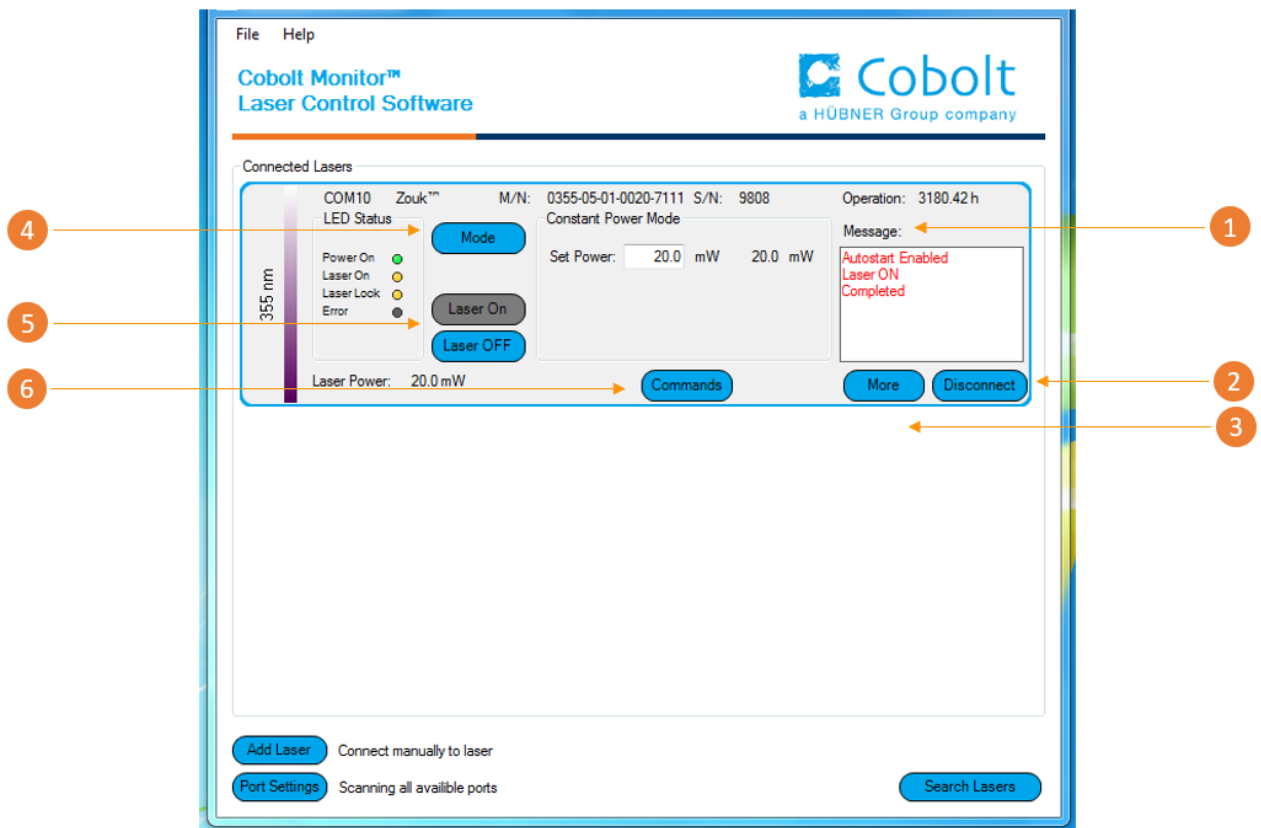 File Help
Cobolt Monitor™
Laser Control Software
Cobolt
a HÜBNER Group company
Connected Lasers
COM10 Zouk™ M/N: 0355-05-01-0020-7111 S/N: 9808 Operation: 3180.42 h
355 nm
LED Status
Power On
Laser On
Laser Lock
Error
Mode
Laser On
Laser OFF
Constant Power Mode
Set Power: 20.0 mW 20.0 mW
Message:
Autostart Enabled
Laser ON
Completed
Laser Power: 20.0 mW
Commands
More
Disconnect
Add Laser Connect manually to laser
Port Settings Scanning all availible ports
Search Lasers
4
5
6
1
2
3